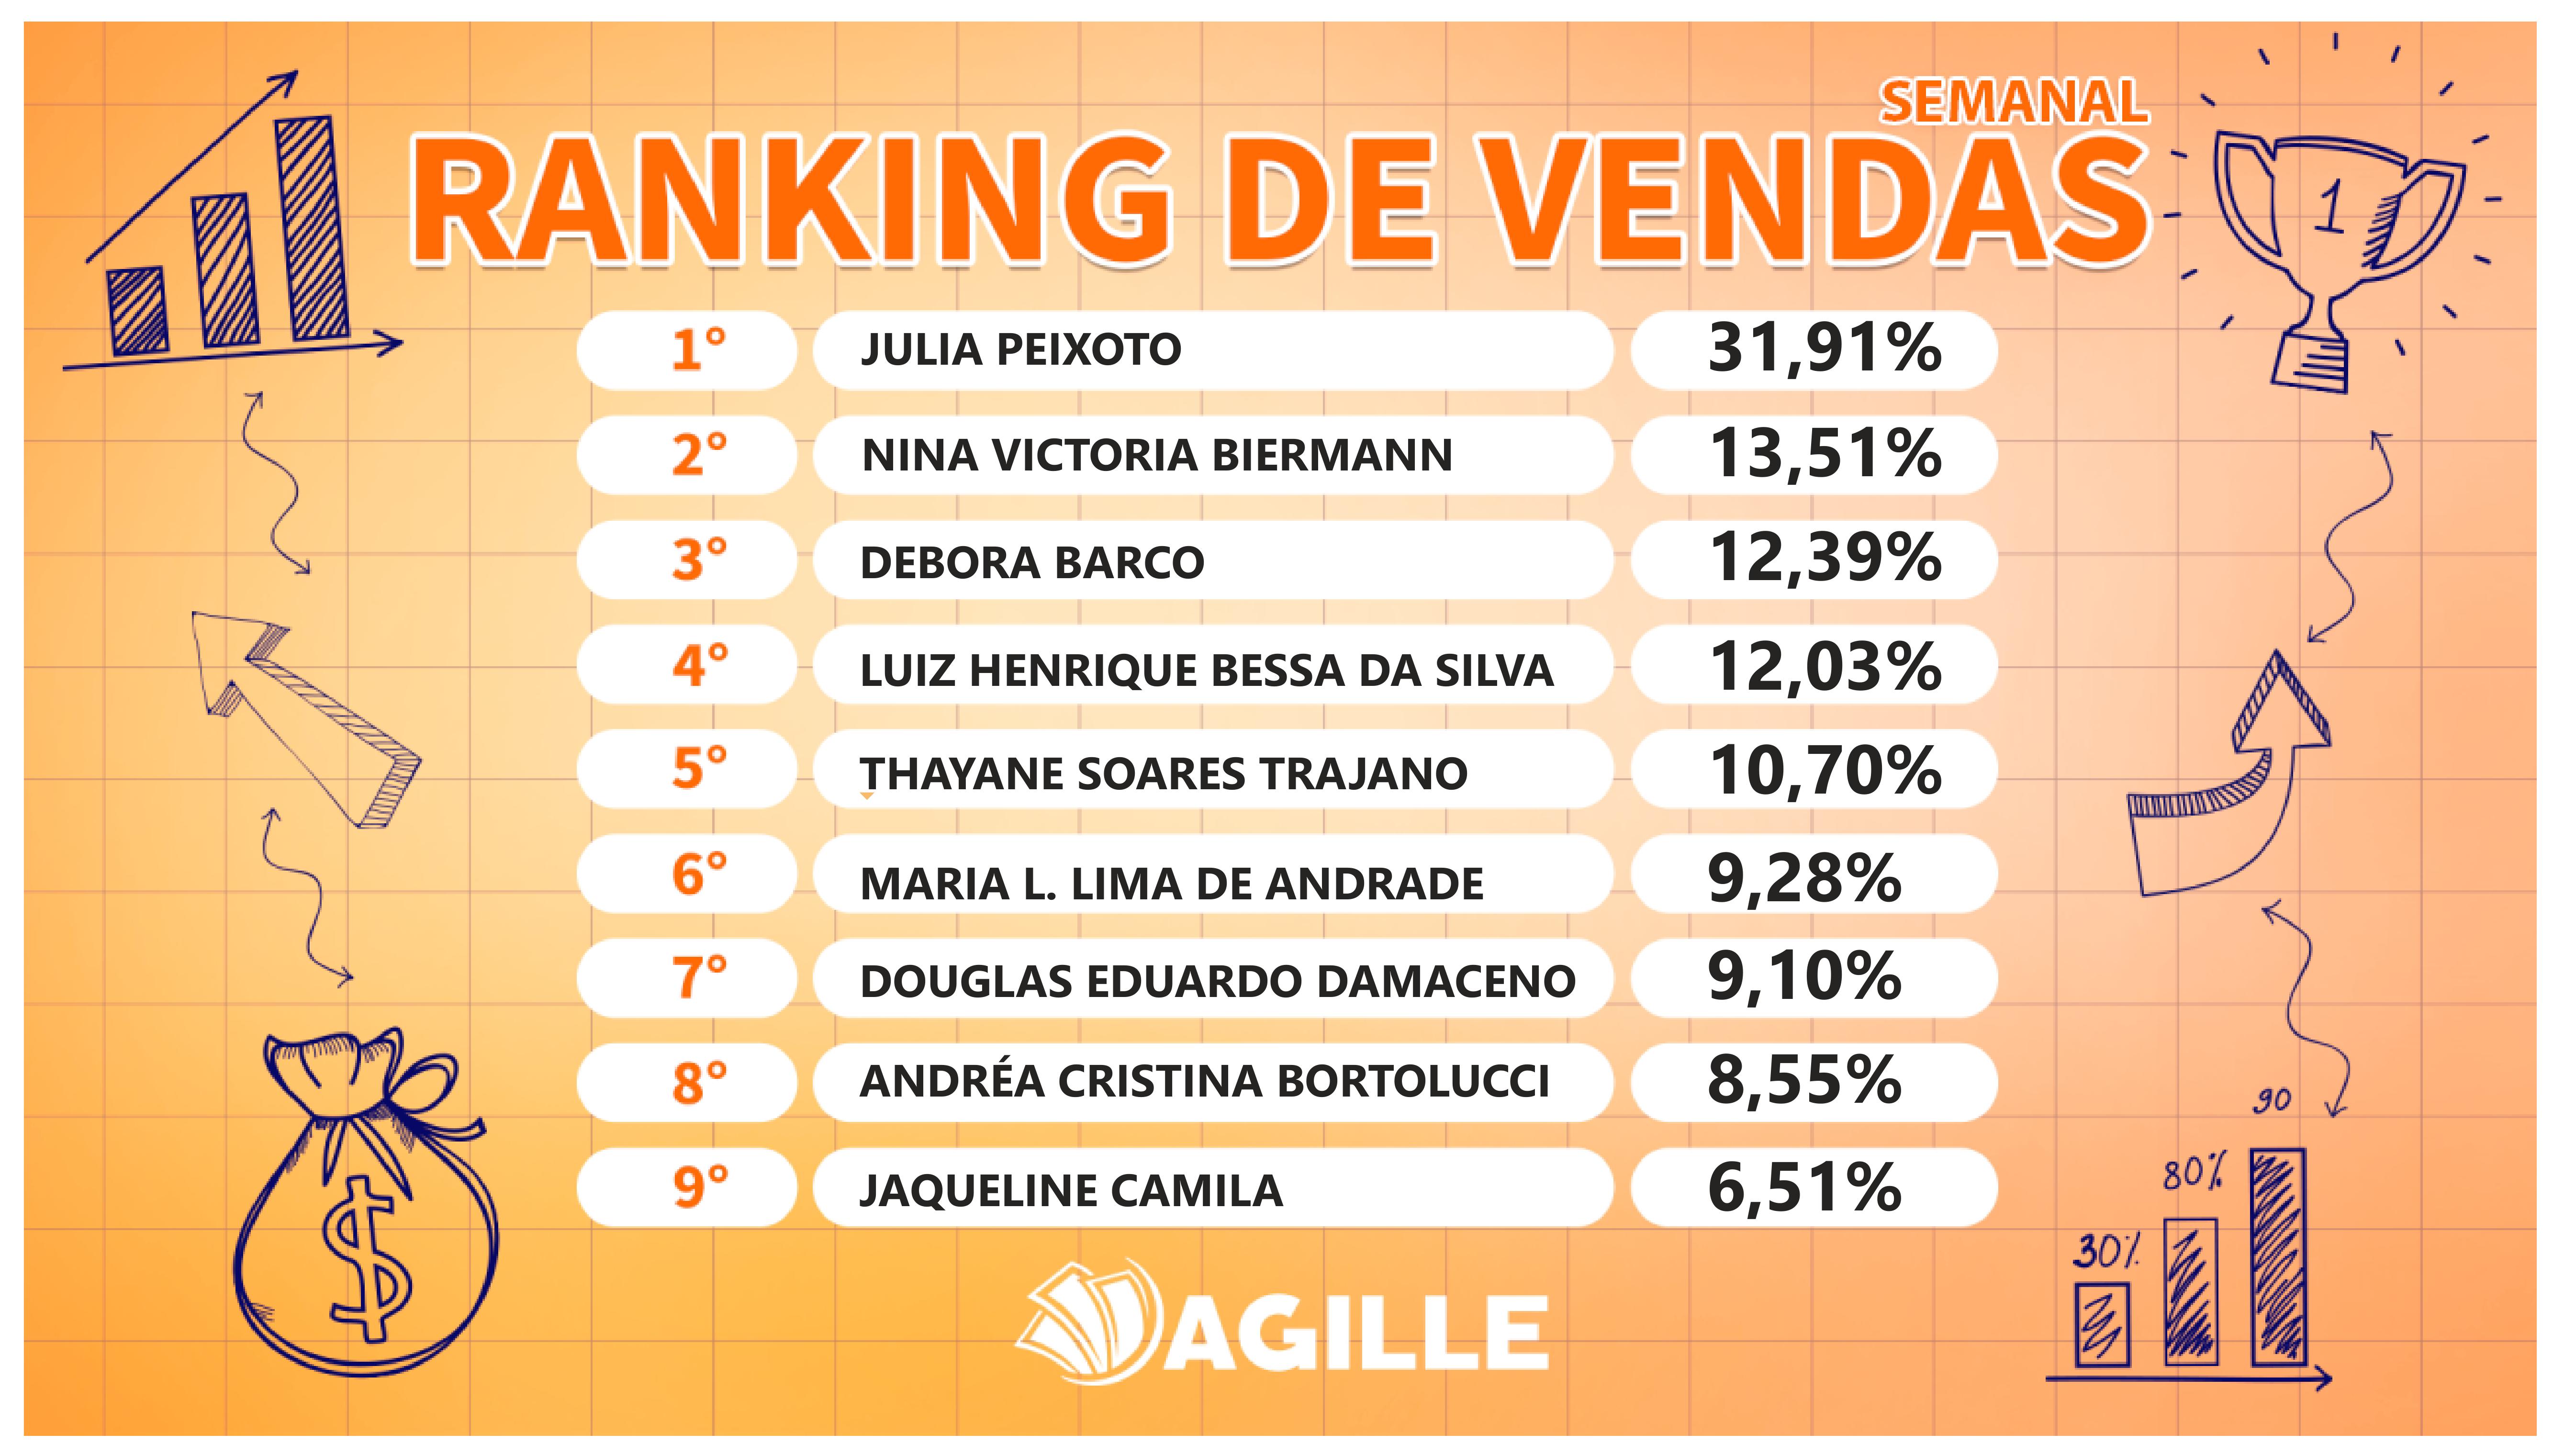 SEMANAL
RANKING DE VENDAS
1
1° JULIA PEIXOTO 31,91%
2° NINA VICTORIA BIERMANN 13,51%
3° DEBORA BARCO 12,39%
4° LUIZ HENRIQUE BESSA DA SILVA 12,03%
5° THAYANE SOARES TRAJANO 10,70%
6° MARIA L. LIMA DE ANDRADE 9,28%
7° DOUGLAS EDUARDO DAMACENO 9,10%
8° ANDRÉA CRISTINA BORTOLUCCI 8,55%
9° JAQUELINE CAMILA 6,51%
$
30% 80% 90
AGILLE